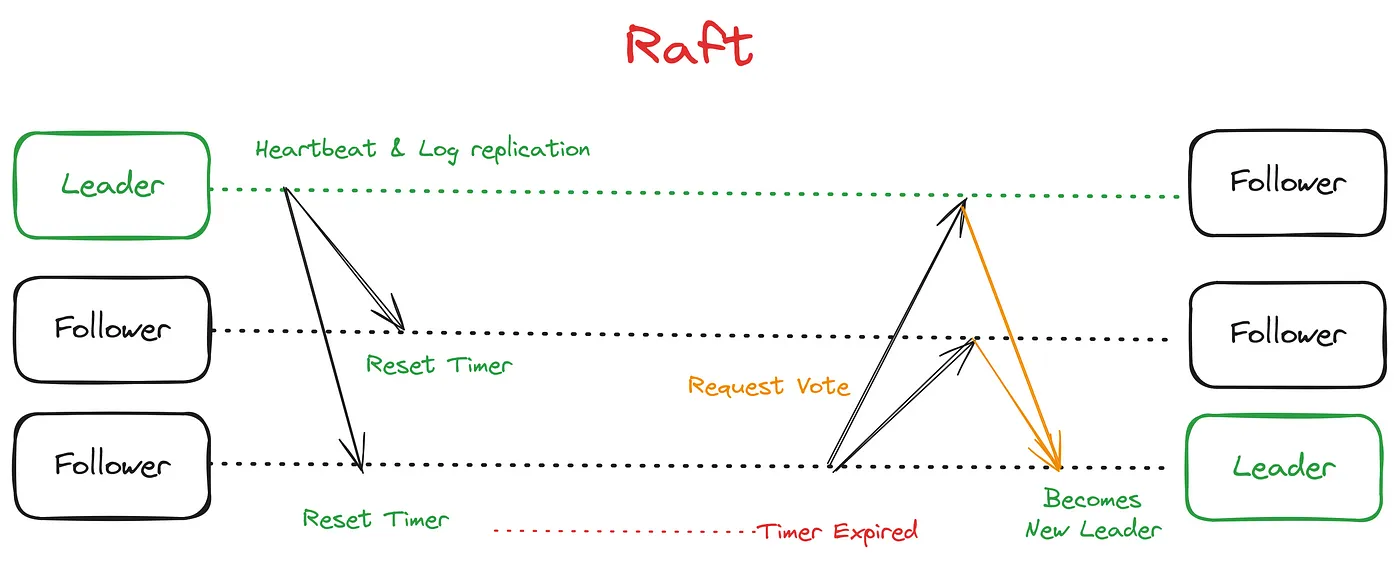 Raft
Heartbeat & Log replication
Leader
Follower
Follower
Follower
Reset Timer
Request Vote
Follower
Follower
Leader
Reset Timer
Timer Expired
Becomes
New Leader